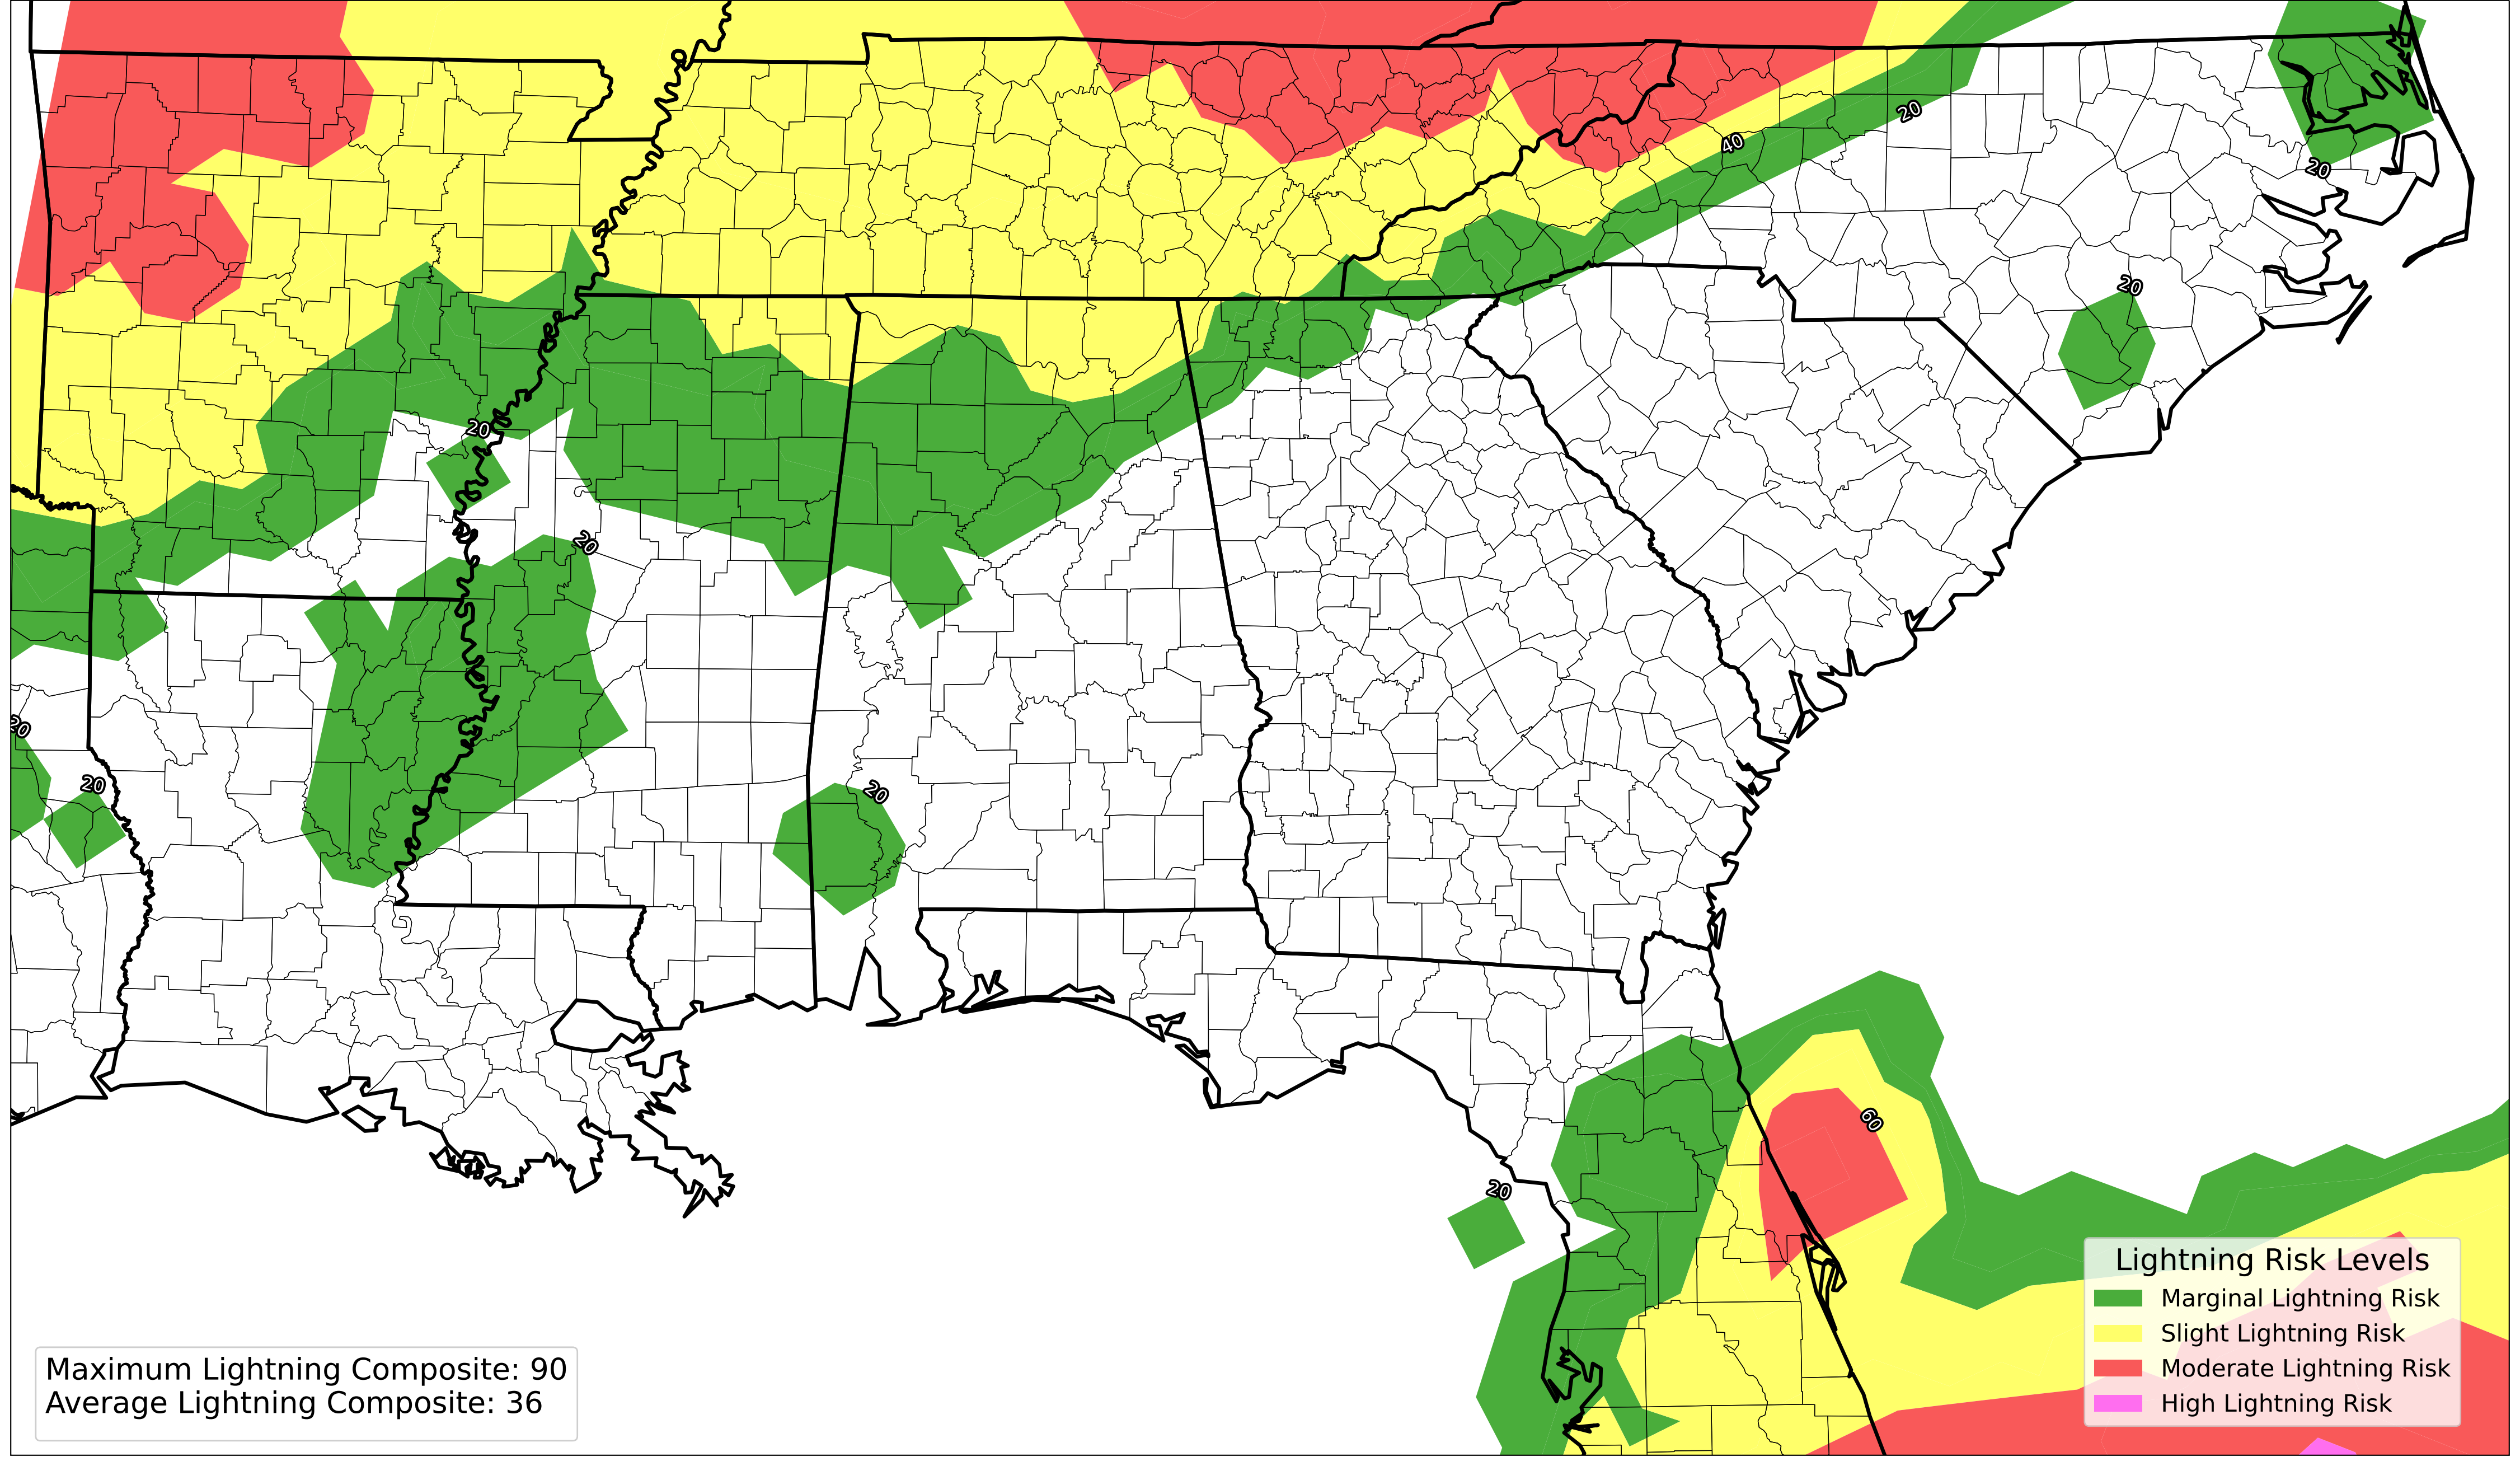 20
40
20
20
20
20
20
20
20
20
60
20
Lightning Risk Levels
Marginal Lightning Risk
Slight Lightning Risk
Moderate Lightning Risk
High Lightning Risk
Maximum Lightning Composite: 90
Average Lightning Composite: 36